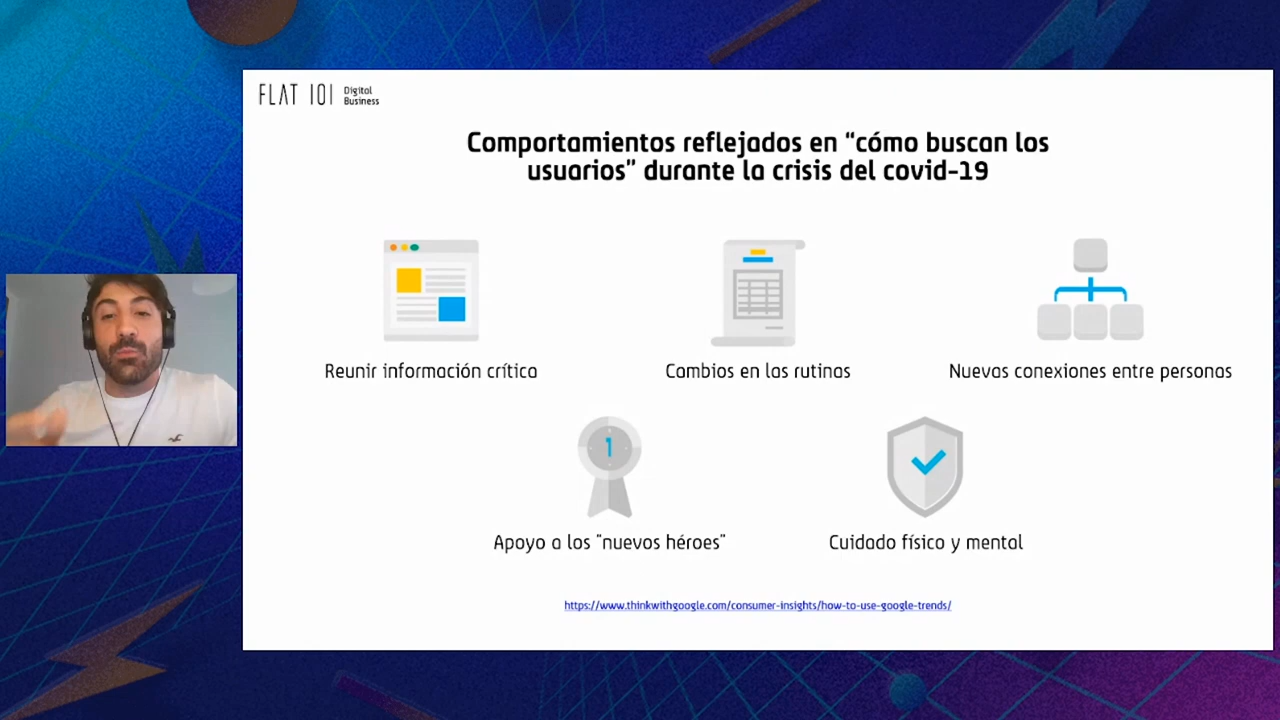 FLAT 101 Digital Business
Comportamientos reflejados en “cómo buscan los
usuarios” durante la crisis del covid-19
Reunir información crítica
Cambios en las rutinas
Nuevas conexiones entre personas
1
Apoyo a los "nuevos héroes"
Cuidado físico y mental
https://www.thinkwithgoogle.com/consumer-insights/how-to-use-google-trends/